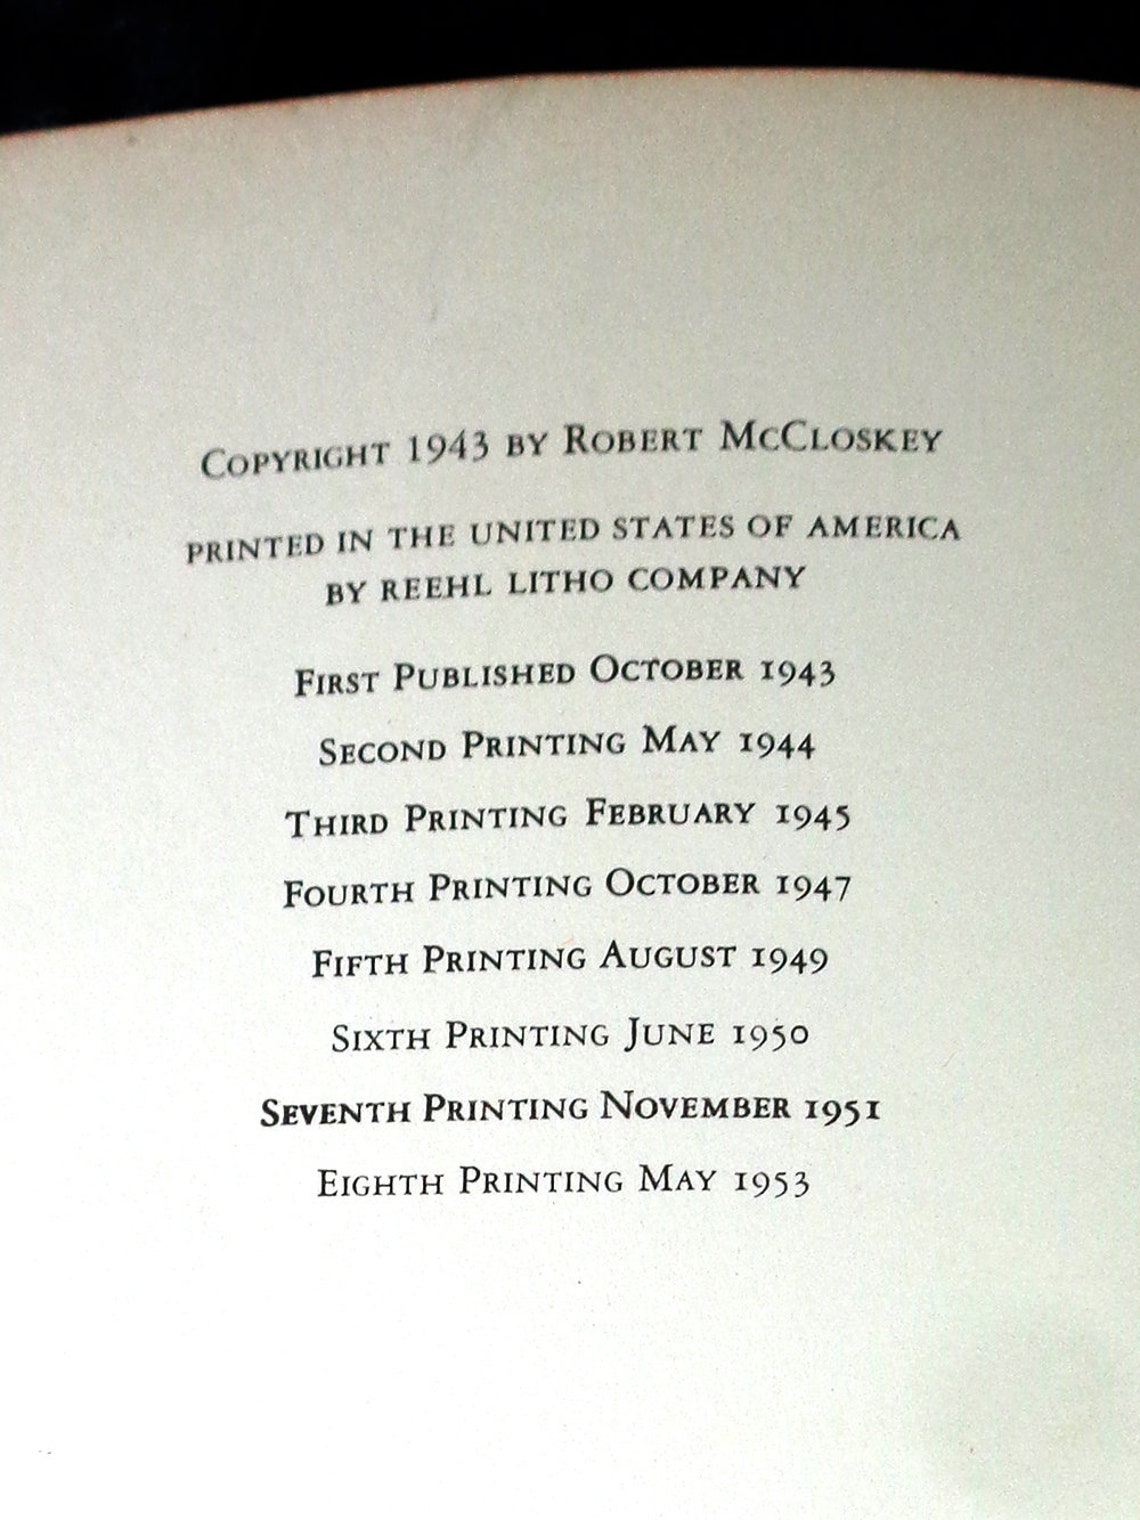 Copyright 1943 by Robert McCloskey
PRINTED IN THE UNITED STATES OF AMERICA
BY REEHL LITHO COMPANY
First Published October 1943
Second Printing May 1944
Third Printing February 1945
Fourth Printing October 1947
Fifth Printing August 1949
Sixth Printing June 1950
Seventh Printing November 1951
Eighth Printing May 1953